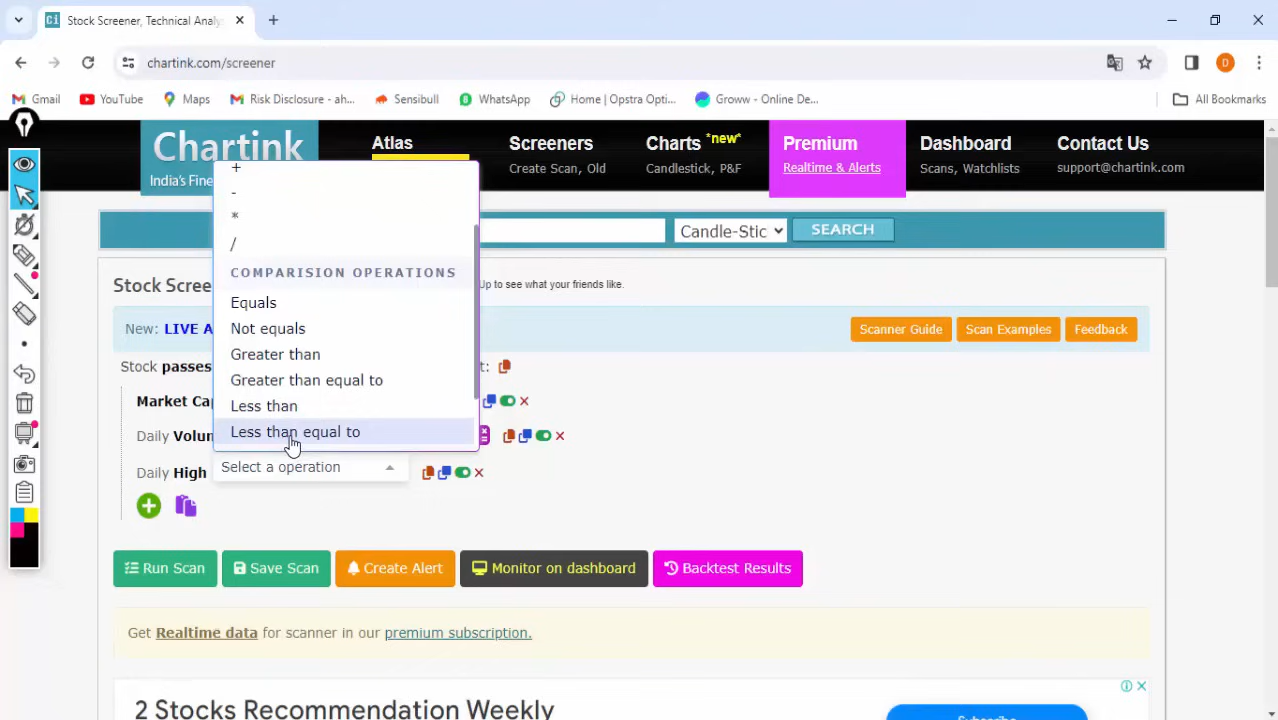 Ci Stock Screener, Technical Analys
chartink.com/screener
Gmail YouTube Maps Risk Disclosure - ah... Sensibull WhatsApp Home | Opstra Opti... Groww - Online De... All Bookmarks
D
Chartink
India's Fine
Atlas
Screeners
Create Scan, Old
Charts *new*
Candlestick, P&F
Premium
Realtime & Alerts
Dashboard
Scans, Watchlists
Contact Us
support@chartink.com
Candle-Stic SEARCH
Stock Scree
Up to see what your friends like.
New: LIVE A
Scanner Guide Scan Examples Feedback
Stock passes t:
Market Ca
Daily Volun
Daily High
+
-
*
/
COMPARISION OPERATIONS
Equals
Not equals
Greater than
Greater than equal to
Less than
Less than equal to
Select a operation
Run Scan Save Scan Create Alert Monitor on dashboard Backtest Results
Get Realtime data for scanner in our premium subscription.
2 Stocks Recommendation Weekly